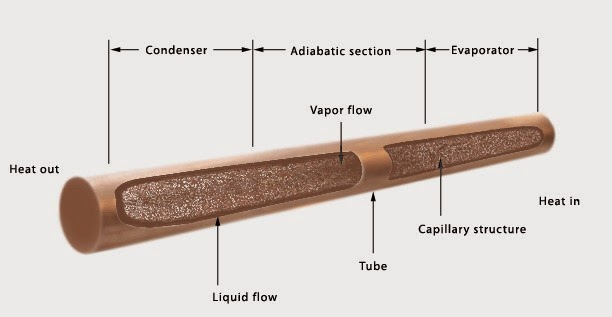 Condenser
Adiabatic section
Evaporator
Vapor flow
Heat out
Heat in
Capillary structure
Tube
Liquid flow